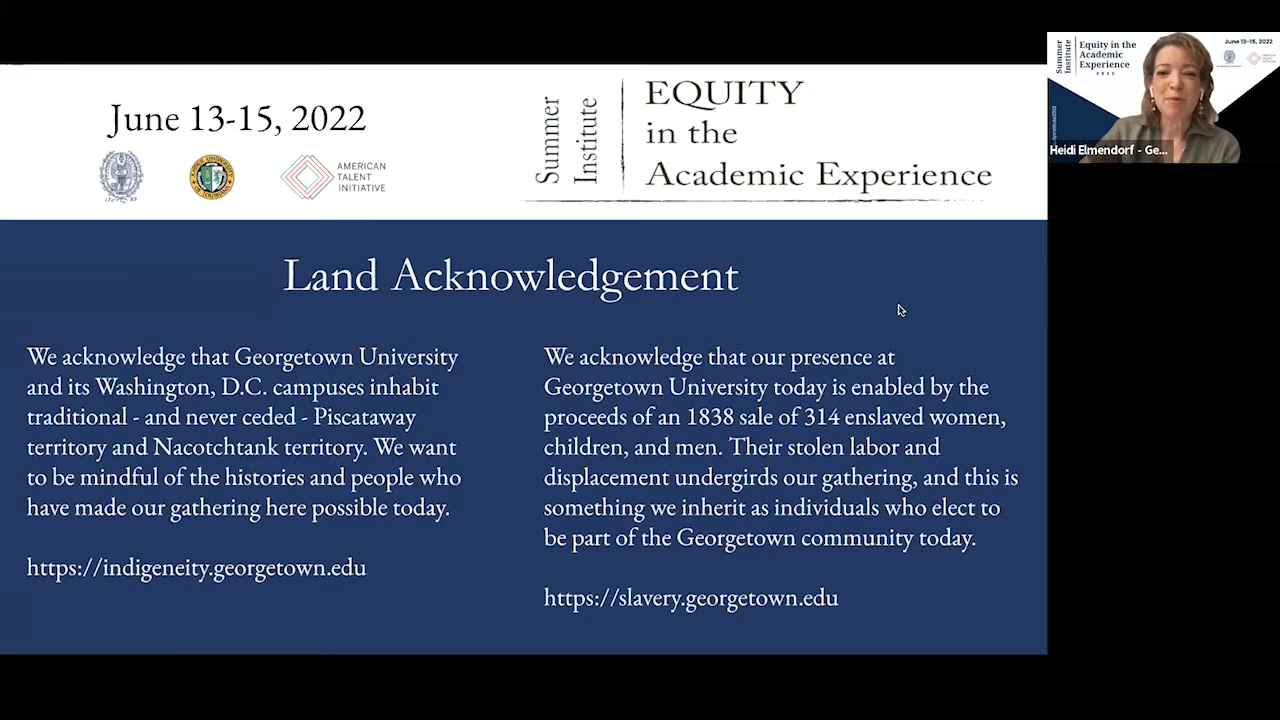 June 13-15, 2022
AMERICAN
TALENT
INITIATIVE
Summer
Institute
EQUITY
in the
Academic Experience
Land Acknowledgement
We acknowledge that Georgetown University
and its Washington, D.C. campuses inhabit
traditional - and never ceded - Piscataway
territory and Nacotchtank territory. We want
to be mindful of the histories and people who
have made our gathering here possible today.
https://indigeneity.georgetown.edu
We acknowledge that our presence at
Georgetown University today is enabled by the
proceeds of an 1838 sale of 314 enslaved women,
children, and men. Their stolen labor and
displacement undergirds our gathering, and this is
something we inherit as individuals who elect to
be part of the Georgetown community today.
https://slavery.georgetown.edu
Summer
Institute
Equity in the
Academic
Experience
2022
June 13-15, 2022
Heidi Elmendorf - Ge...